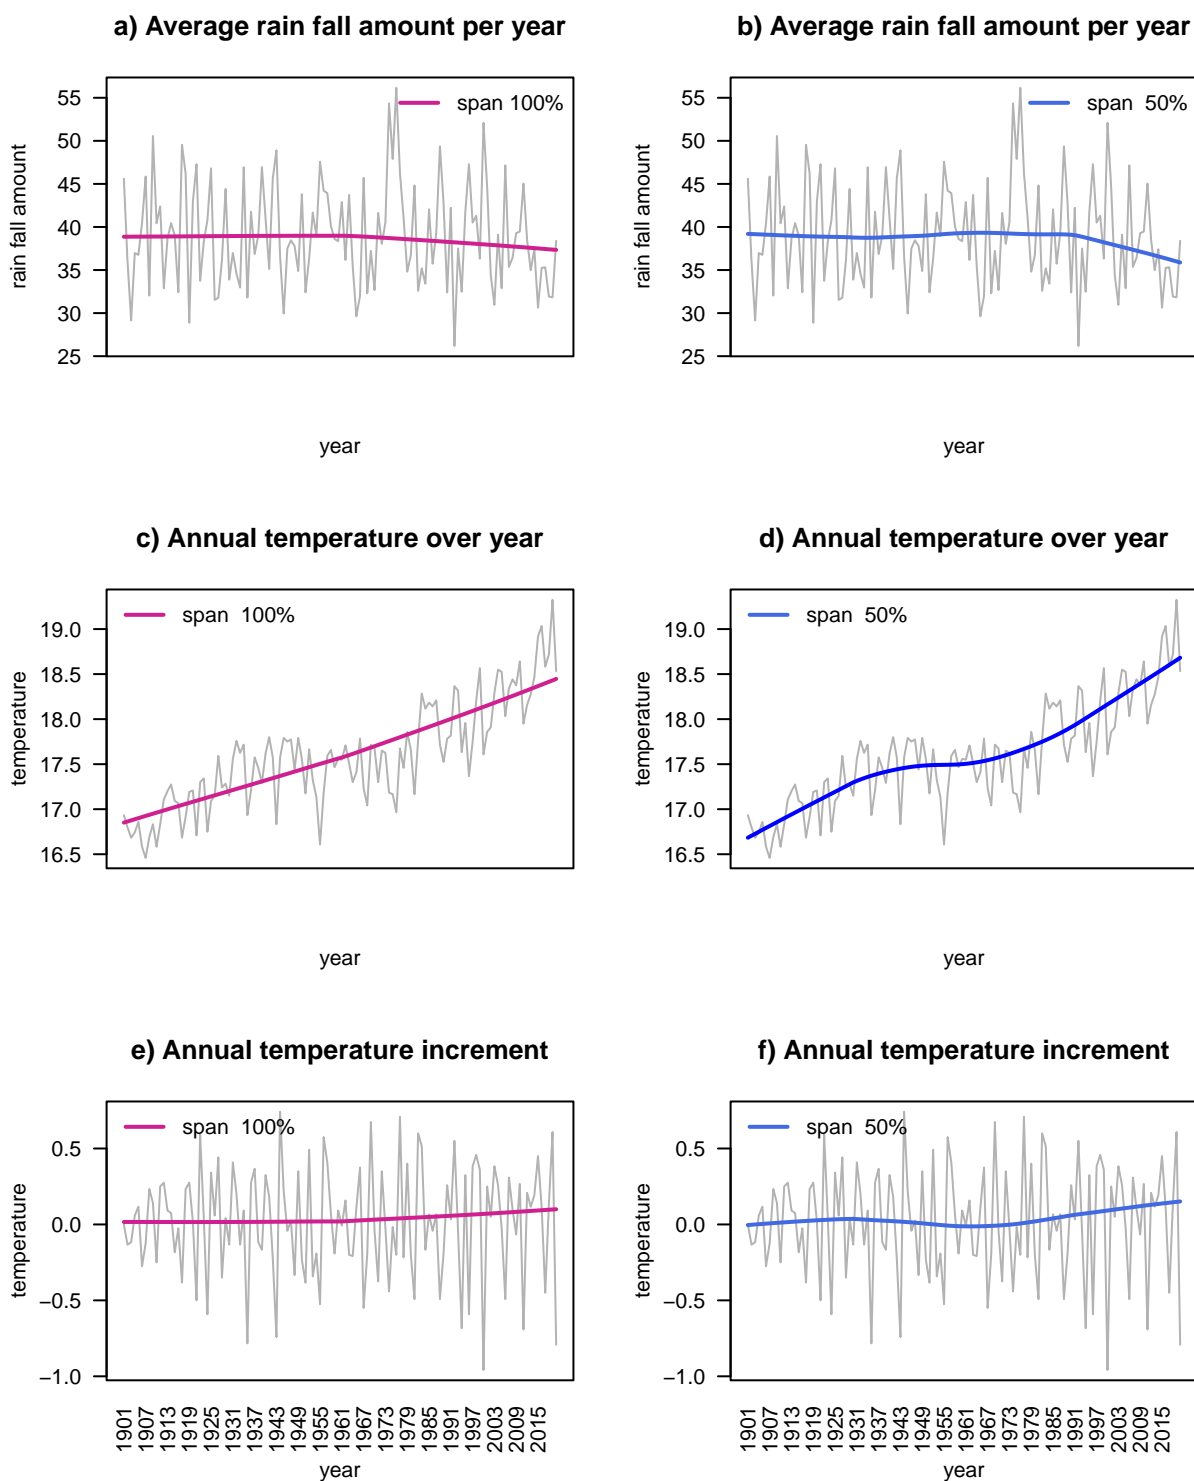 a) Average rain fall amount per year
b) Average rain fall amount per year
rain fall amount
55
50
45
40
35
30
25
span 100%
year
rain fall amount
55
50
45
40
35
30
25
span 50%
year
c) Annual temperature over year
d) Annual temperature over year
temperature
19.0
18.5
18.0
17.5
17.0
16.5
span 100%
year
temperature
19.0
18.5
18.0
17.5
17.0
16.5
span 50%
year
e) Annual temperature increment
f) Annual temperature increment
temperature
0.5
0.0
−0.5
−1.0
span 100%
1901 1907 1913 1919 1925 1931 1937 1943 1949 1955 1961 1967 1973 1979 1985 1991 1997 2003 2009 2015
year
temperature
0.5
0.0
−0.5
−1.0
span 50%
1901 1907 1913 1919 1925 1931 1937 1943 1949 1955 1961 1967 1973 1979 1985 1991 1997 2003 2009 2015
year